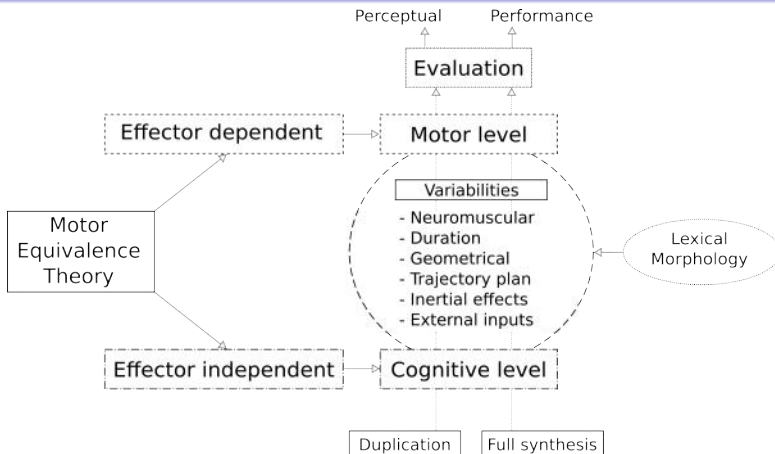 Perceptual
Performance
Evaluation
Effector dependent
Motor level
Variabilities
- Neuromuscular
- Duration
- Geometrical
- Trajectory plan
- Inertial effects
- External inputs
Motor
Equivalence
Theory
Lexical
Morphology
Effector independent
Cognitive level
Duplication
Full synthesis